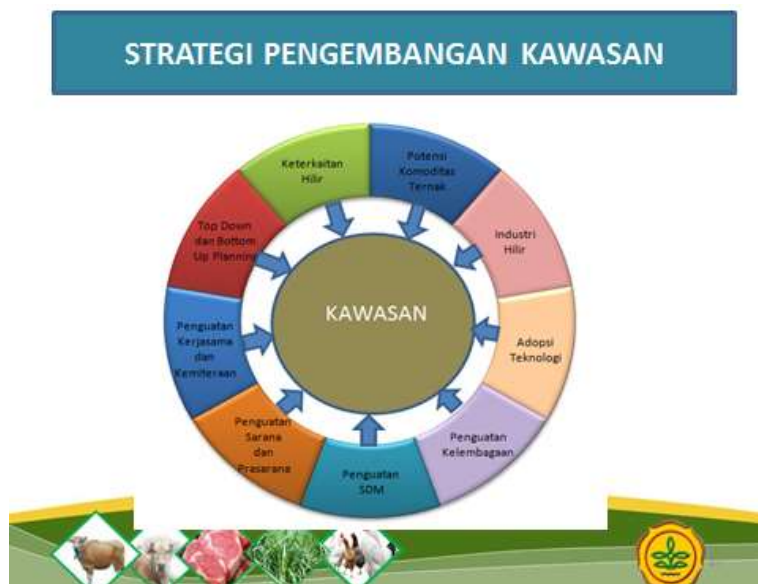 STRATEGI PENGEMBANGAN KAWASAN
Keterkaitan
Hilir
Potensi
Komoditas
Ternak
Industri
Hilir
Adopsi
Teknologi
Penguatan
Kelembagaan
Penguatan
SDM
Penguatan
Sarana
dan
Prasarana
Penguatan
Kerjasama
dan
Kemiteraan
Top Down
dan Bottom
Up Planning
KAWASAN